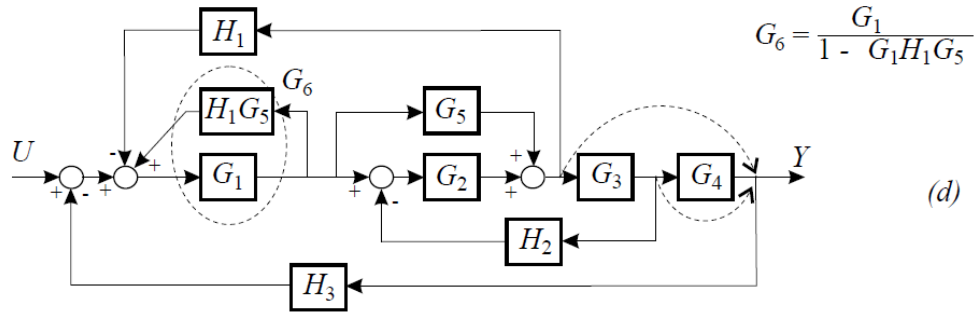 H₁
G₆ = G₁ / (1 - G₁H₁G₅)
G₆
H₁G₅
G₅
U
-
+
+
+
Y
+
-
+
+
G₁
+
-
G₂
+
G₃
G₄
(d)
H₂
H₃